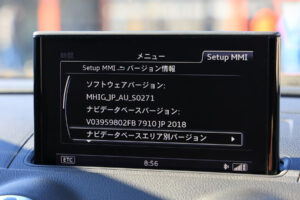 時間
メニュー
Setup MMI
Setup MMI バージョン情報
ソフトウェアバージョン:
MHIG_JP_AU_S0271
ナビデータベースバージョン:
V03959802FB 7910 JP 2018
ナビデータベースエリア別バージョン
ETC
8:56